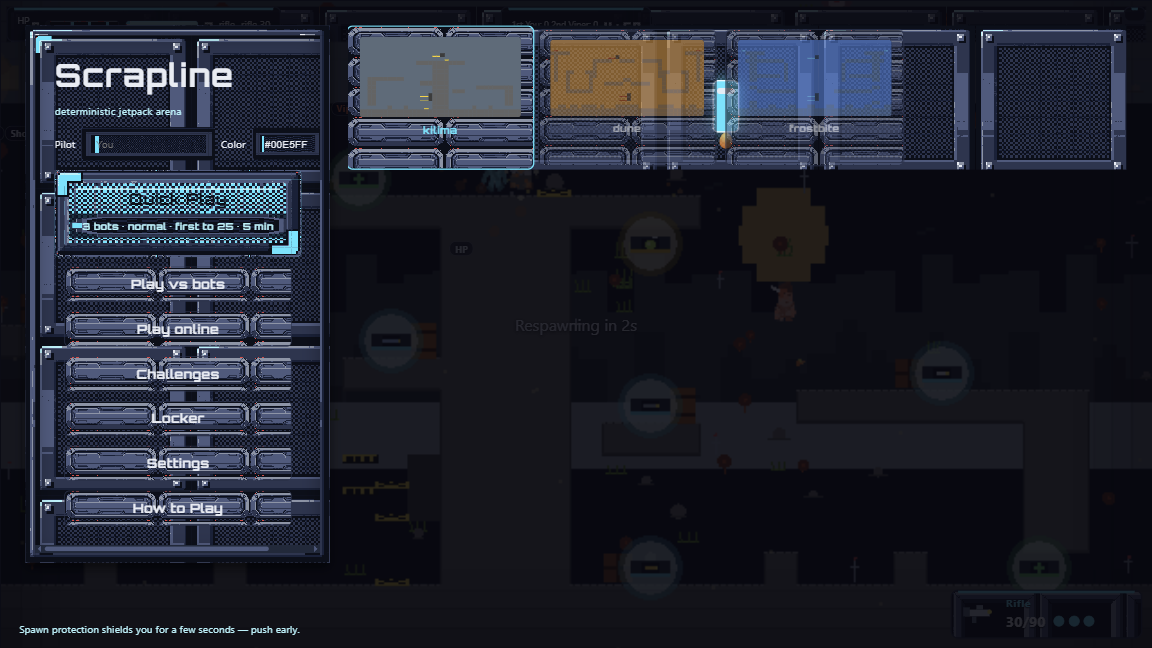 Scrapline
deterministic jetpack arena
Pilot
You
Color
#00E5FF
Quick Play
3 bots · normal · first to 25 · 5 min
Play vs bots
Play online
Challenges
Locker
Settings
How to Play
kilima
dune
frostbite
HP
Respawning in 2s
Rifle
30/90
Spawn protection shields you for a few seconds — push early.